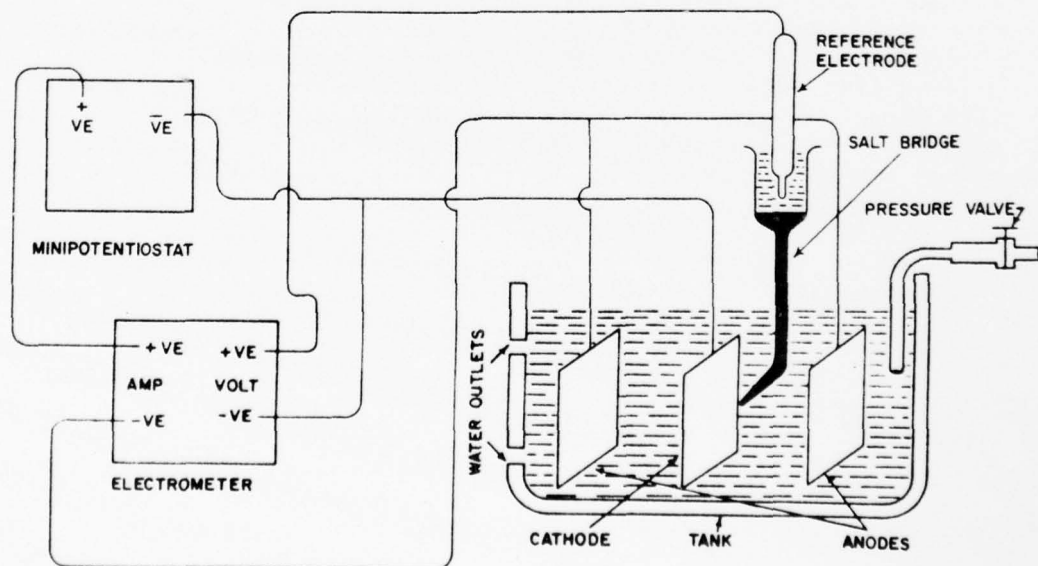 REFERENCE
ELECTRODE
+
VE
V̅E
SALT BRIDGE
PRESSURE VALVE
MINIPOTENTIOSTAT
+VE
+VE
AMP
VOLT
-VE
-VE
WATER OUTLETS
ELECTROMETER
CATHODE
TANK
ANODES